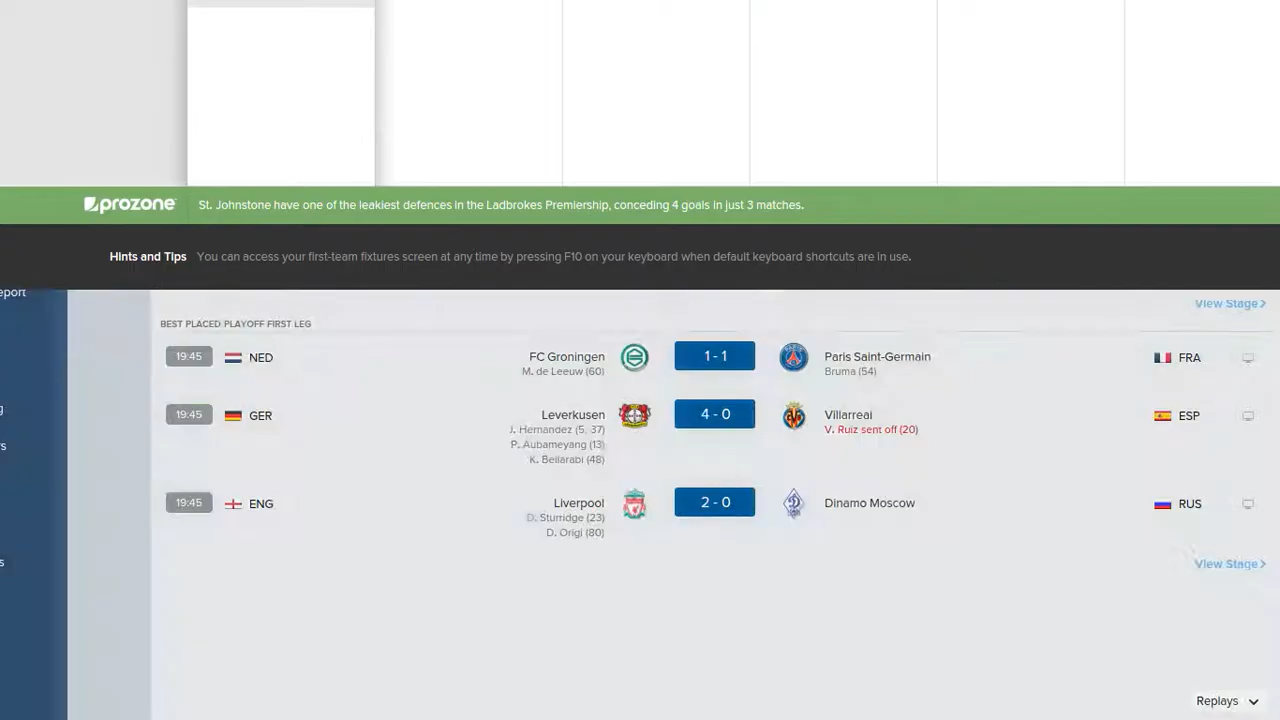 prozone St. Johnstone have one of the leakiest defences in the Ladbrokes Premiership, conceding 4 goals in just 3 matches.
Hints and Tips You can access your first-team fixtures screen at any time by pressing F10 on your keyboard when default keyboard shortcuts are in use.
eport
View Stage
BEST PLACED PLAYOFF FIRST LEG
19:45 NED FC Groningen 1 - 1 Paris Saint-Germain FRA
M. de Leeuw (60) Bruma (54)
g
19:45 GER Leverkusen 4 - 0 Villarreal ESP
J. Hernandez (5, 37) V. Ruiz sent off (20)
P. Aubameyang (13)
rs
K. Bellarabi (48)
19:45 ENG Liverpool 2 - 0 Dinamo Moscow RUS
D. Sturridge (23)
D. Origi (80)
s
View Stage
Replays